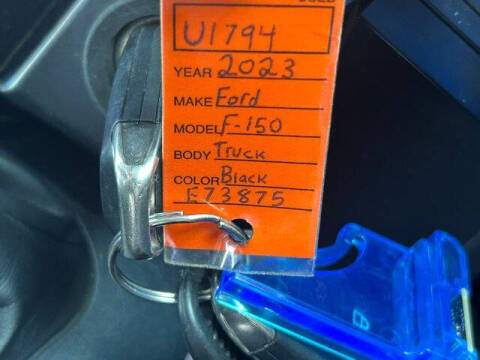 U1794
YEAR 2023
MAKE Ford
MODEL F-150
BODY Truck
COLOR Black
E73875